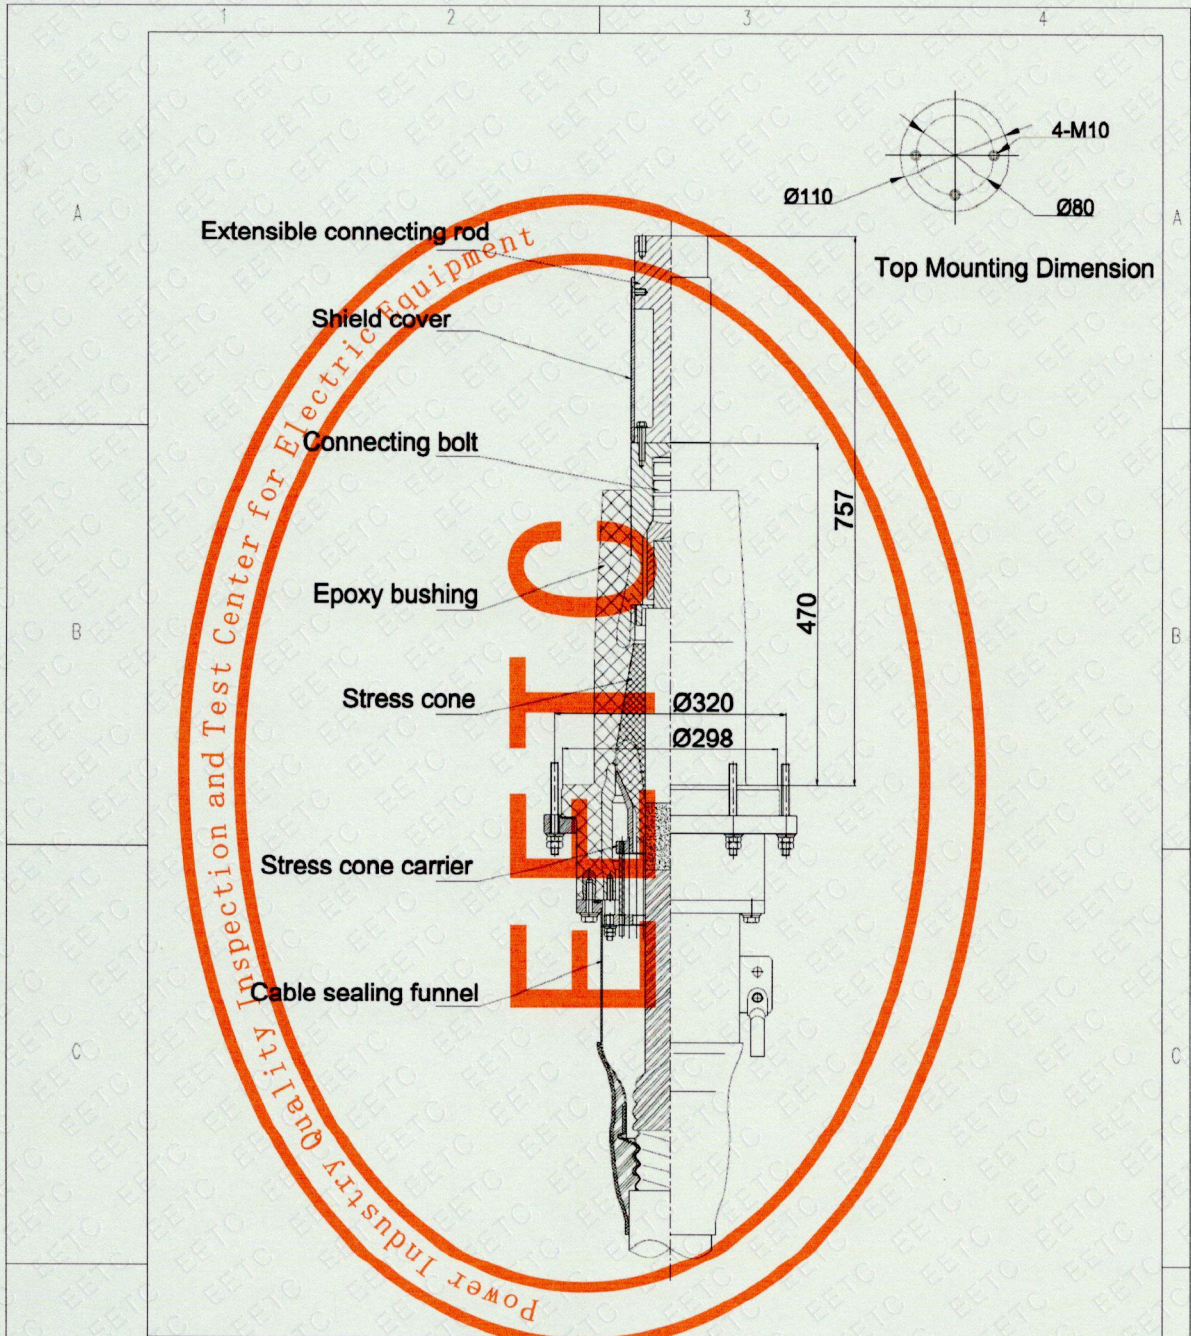 1 2 3 4
A
A
4-M10
Ø110
Ø80
Top Mounting Dimension
Extensible connecting rod
Shield cover
Connecting bolt
757
Epoxy bushing
470
B
B
Stress cone
Ø320
Ø298
Stress cone carrier
Cable sealing funnel
C
C
EETC
Power Industry Quality Inspection and Test Center for Electric Equipment